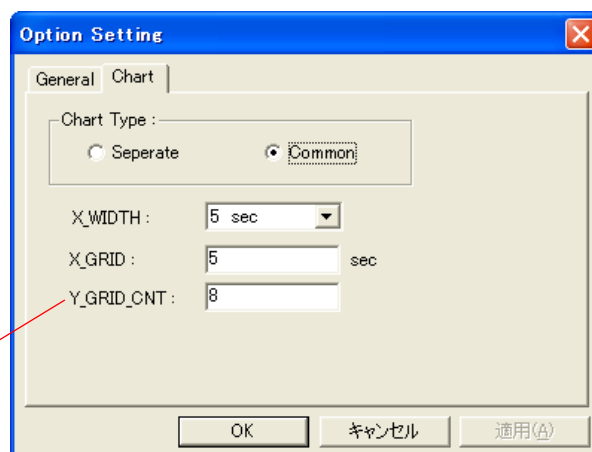 Option Setting
General Chart
Chart Type :
Seperate Common
X_WIDTH : 5 sec
X_GRID : 5 sec
Y_GRID_CNT : 8
OK キャンセル 適用(A)